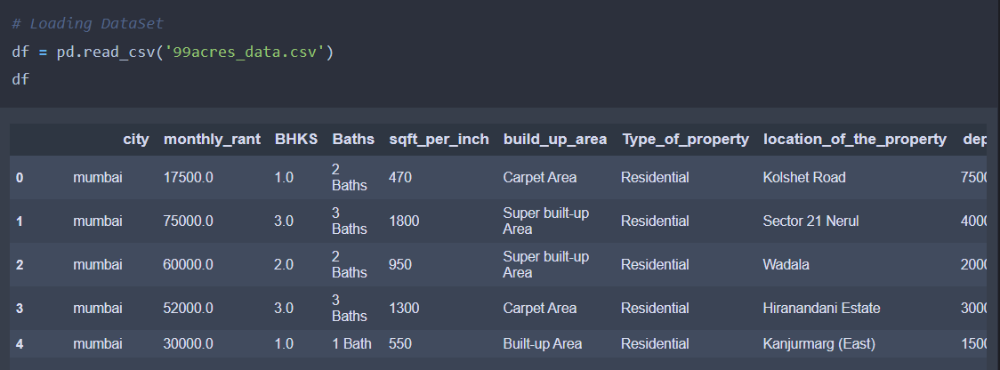 # Loading DataSet
df = pd.read_csv('99acres_data.csv')
df
city monthly_rant BHKS Baths sqft_per_inch build_up_area Type_of_property location_of_the_property dep
0 mumbai 17500.0 1.0 2 Baths 470 Carpet Area Residential Kolshet Road 7500
1 mumbai 75000.0 3.0 3 Baths 1800 Super built-up Area Residential Sector 21 Nerul 4000
2 mumbai 60000.0 2.0 2 Baths 950 Super built-up Area Residential Wadala 2000
3 mumbai 52000.0 3.0 3 Baths 1300 Carpet Area Residential Hiranandani Estate 3000
4 mumbai 30000.0 1.0 1 Bath 550 Built-up Area Residential Kanjurmarg (East) 1500